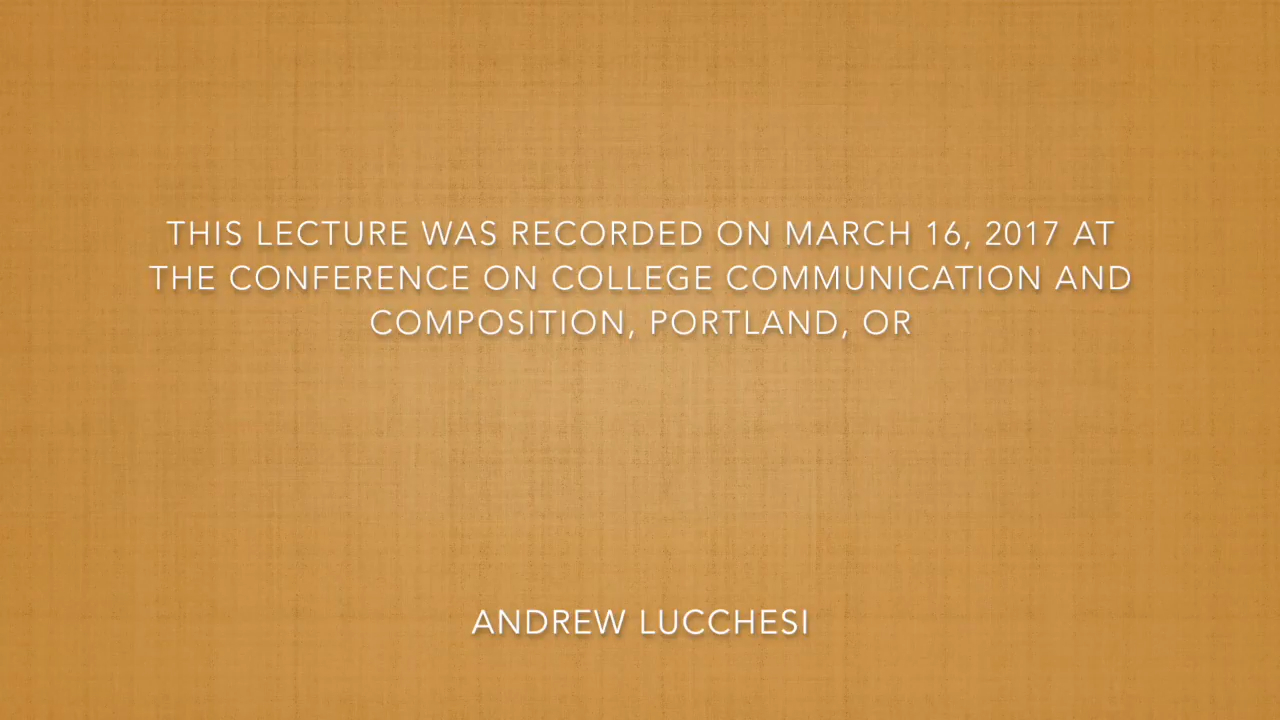 THIS LECTURE WAS RECORDED ON MARCH 16, 2017 AT
THE CONFERENCE ON COLLEGE COMMUNICATION AND
COMPOSITION, PORTLAND, OR
ANDREW LUCCHESI